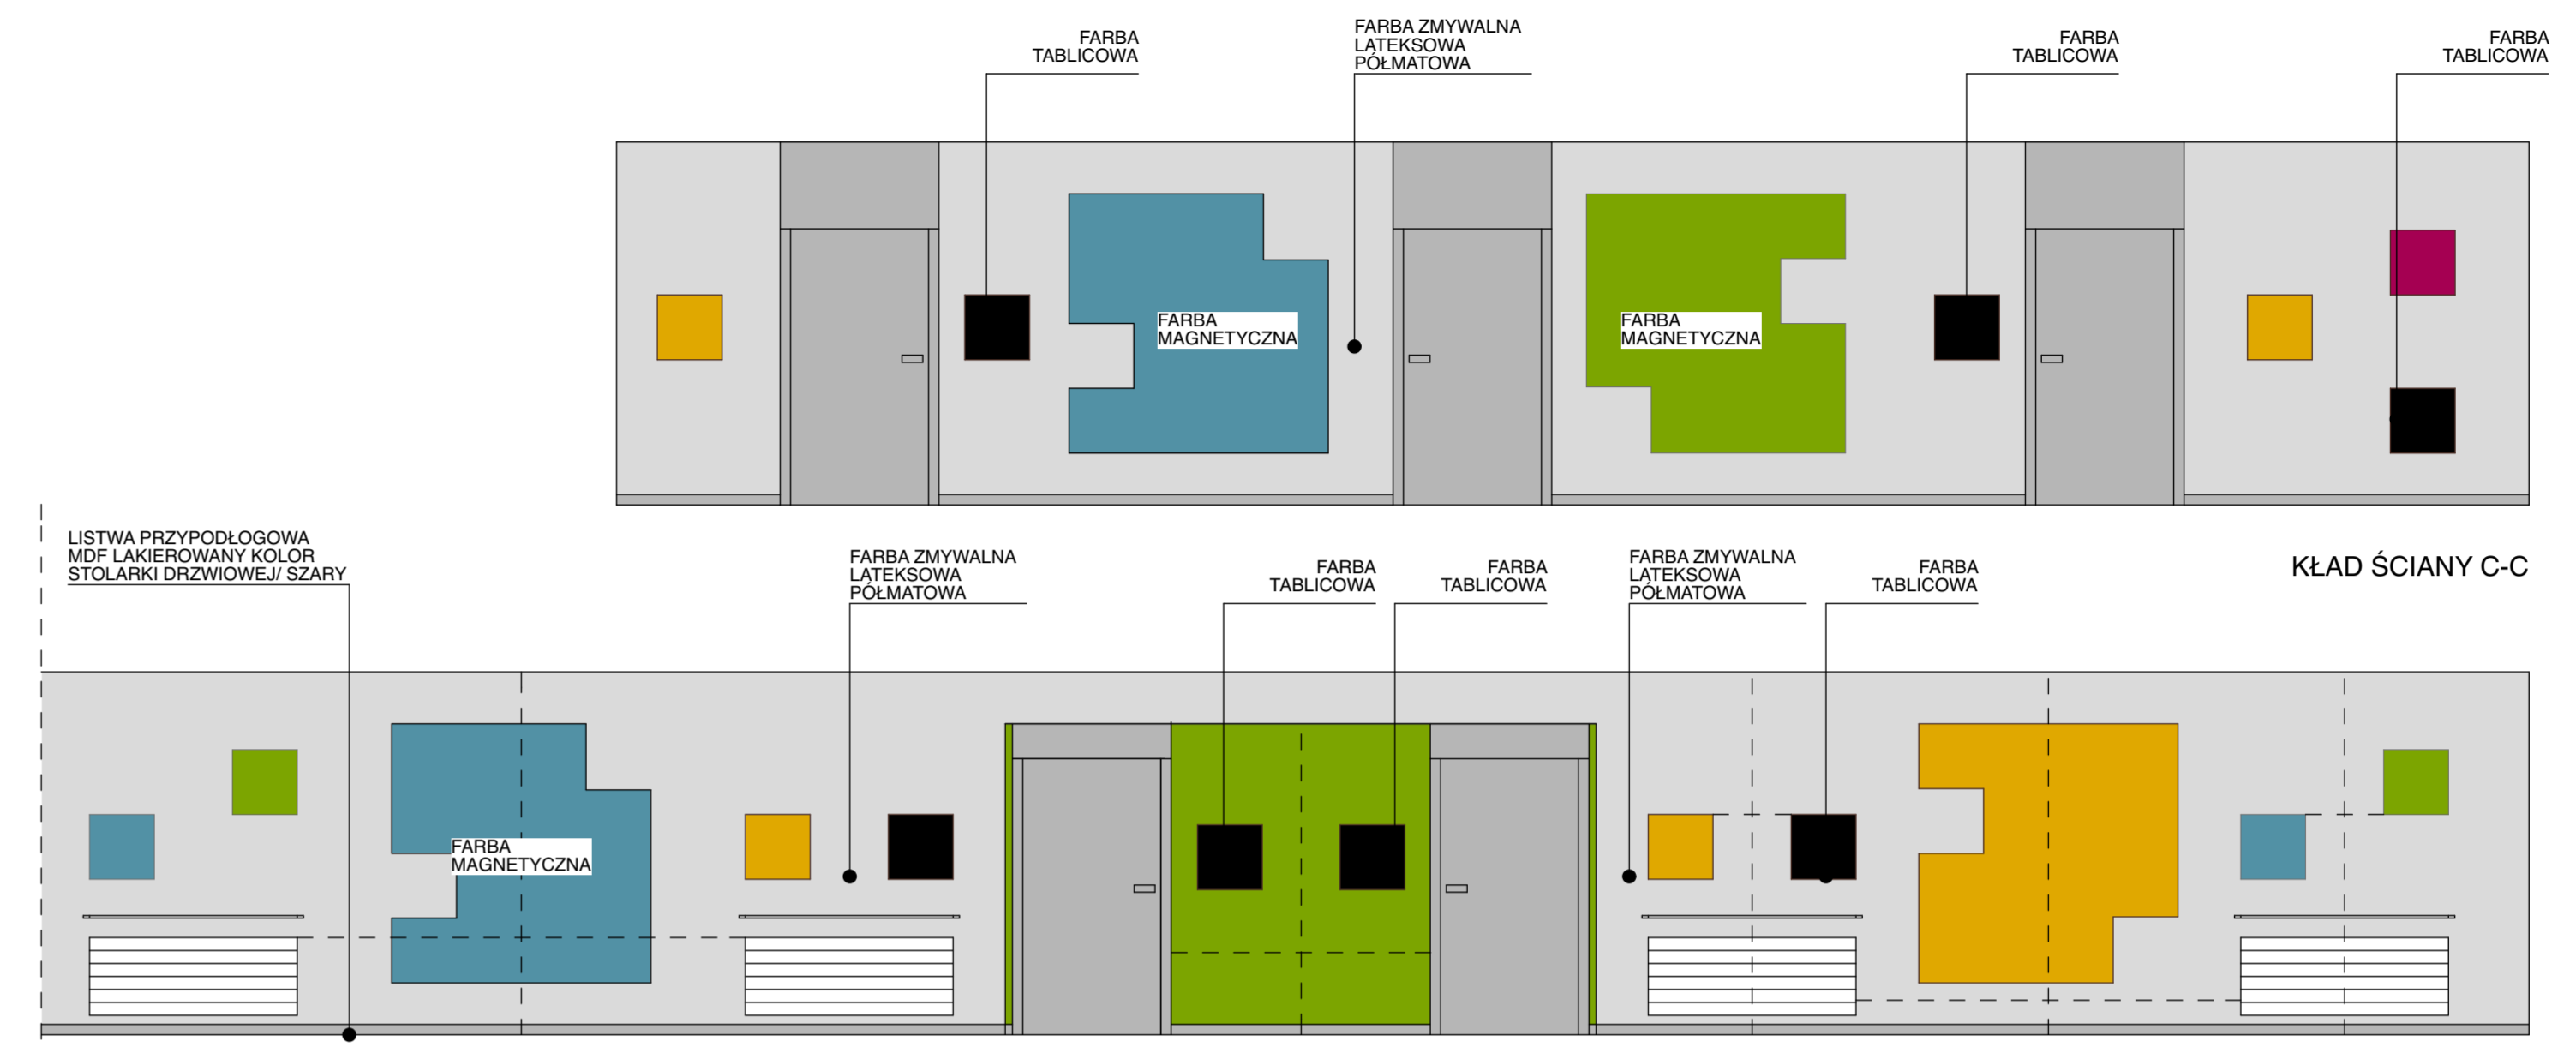 FARBA
TABLICOWA
FARBA ZMYWALNA
LATEKSOWA
PÓŁMATOWA
FARBA
TABLICOWA
FARBA
TABLICOWA
FARBA
MAGNETYCZNA
FARBA
MAGNETYCZNA
LISTWA PRZYPODŁOGOWA
MDF LAKIEROWANY KOLOR
STOLARKI DRZWIOWEJ/ SZARY
FARBA ZMYWALNA
LATEKSOWA
PÓŁMATOWA
FARBA
TABLICOWA
FARBA
TABLICOWA
FARBA ZMYWALNA
LATEKSOWA
PÓŁMATOWA
FARBA
TABLICOWA
KŁAD ŚCIANY C-C
FARBA
MAGNETYCZNA